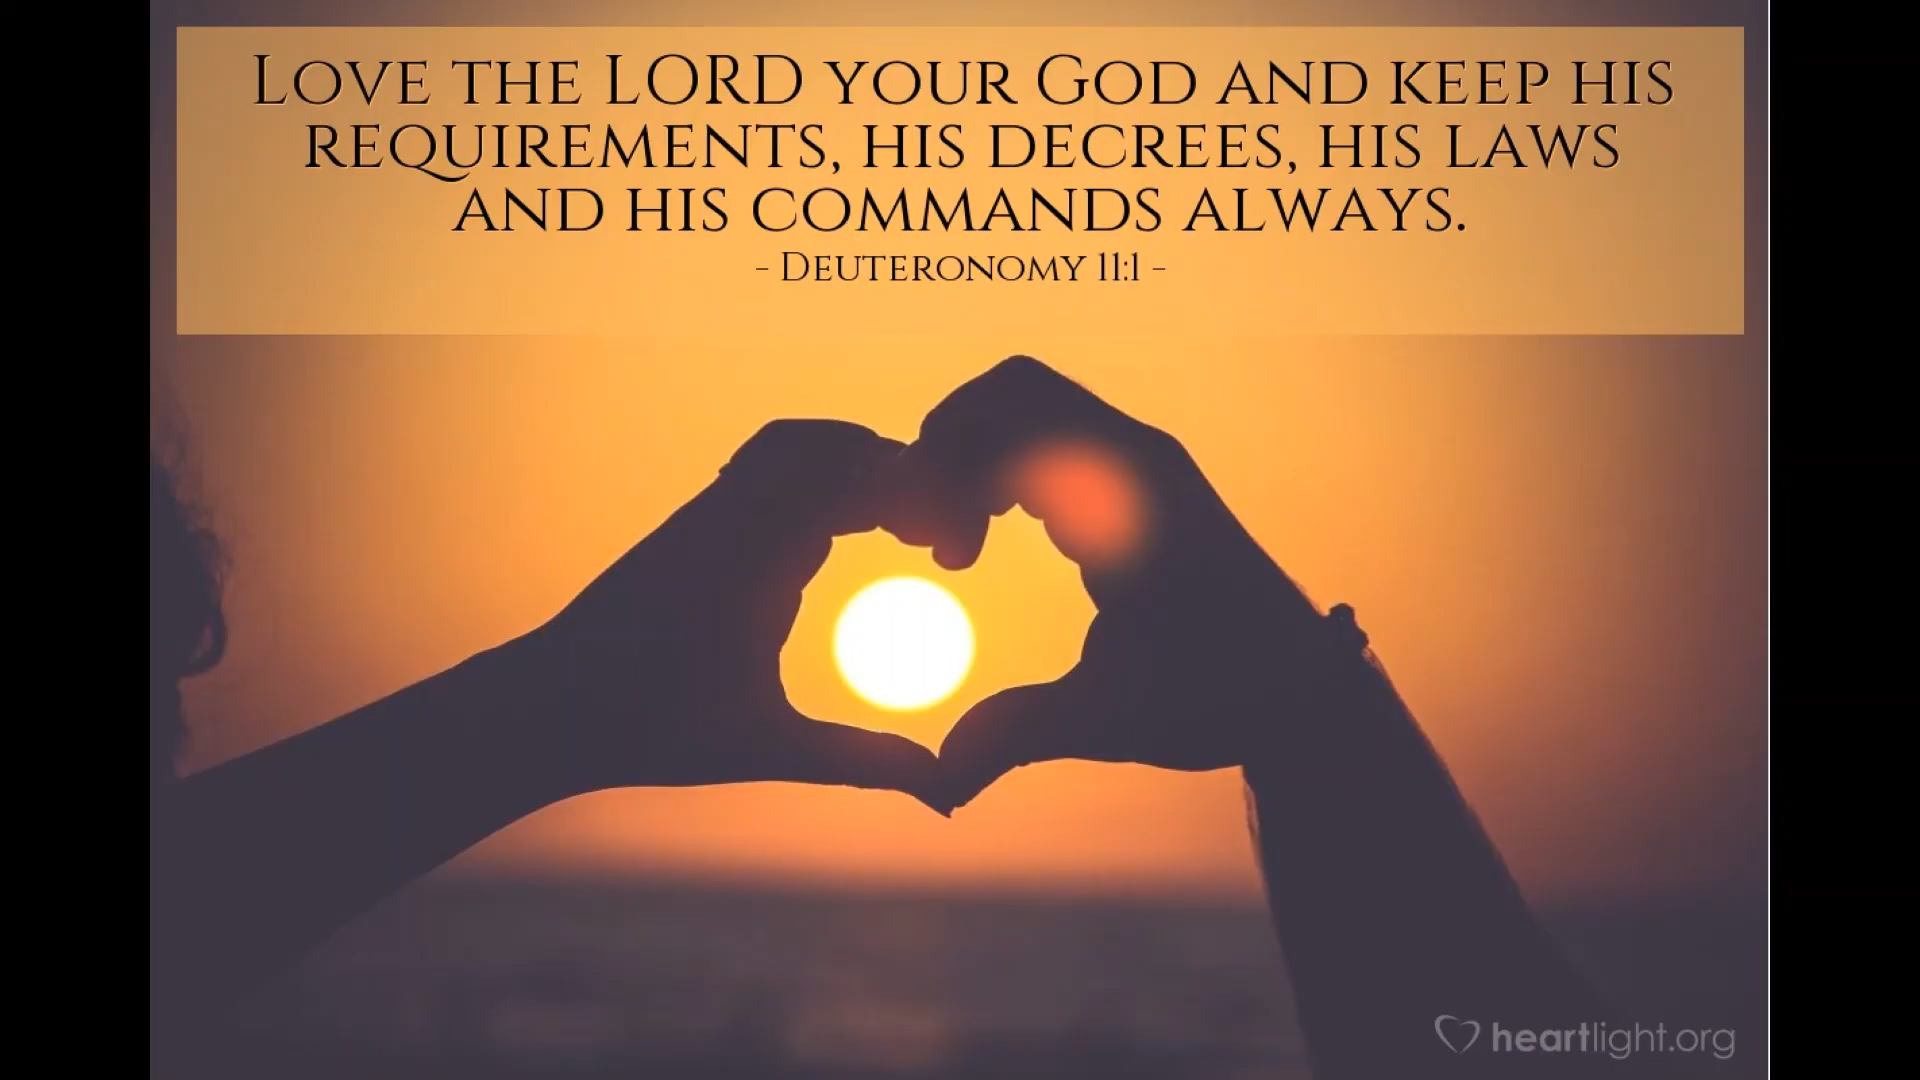 Love the LORD your God and keep his
requirements, his decrees, his laws
and his commands always.
- Deuteronomy 11:1 -
heartlight.org